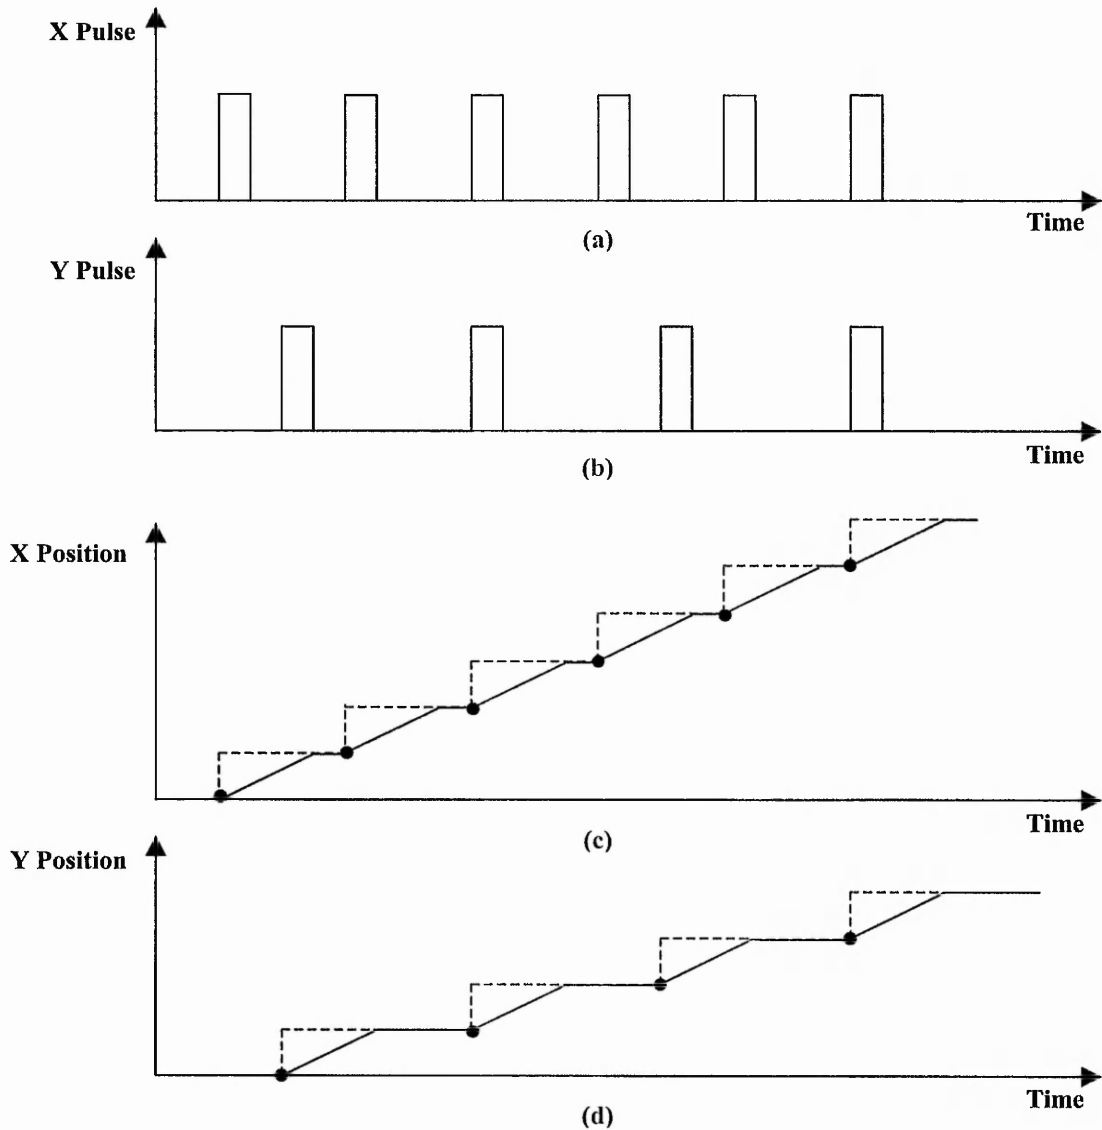 X Pulse
Time
(a)
Y Pulse
Time
(b)
X Position
Time
(c)
Y Position
Time
(d)